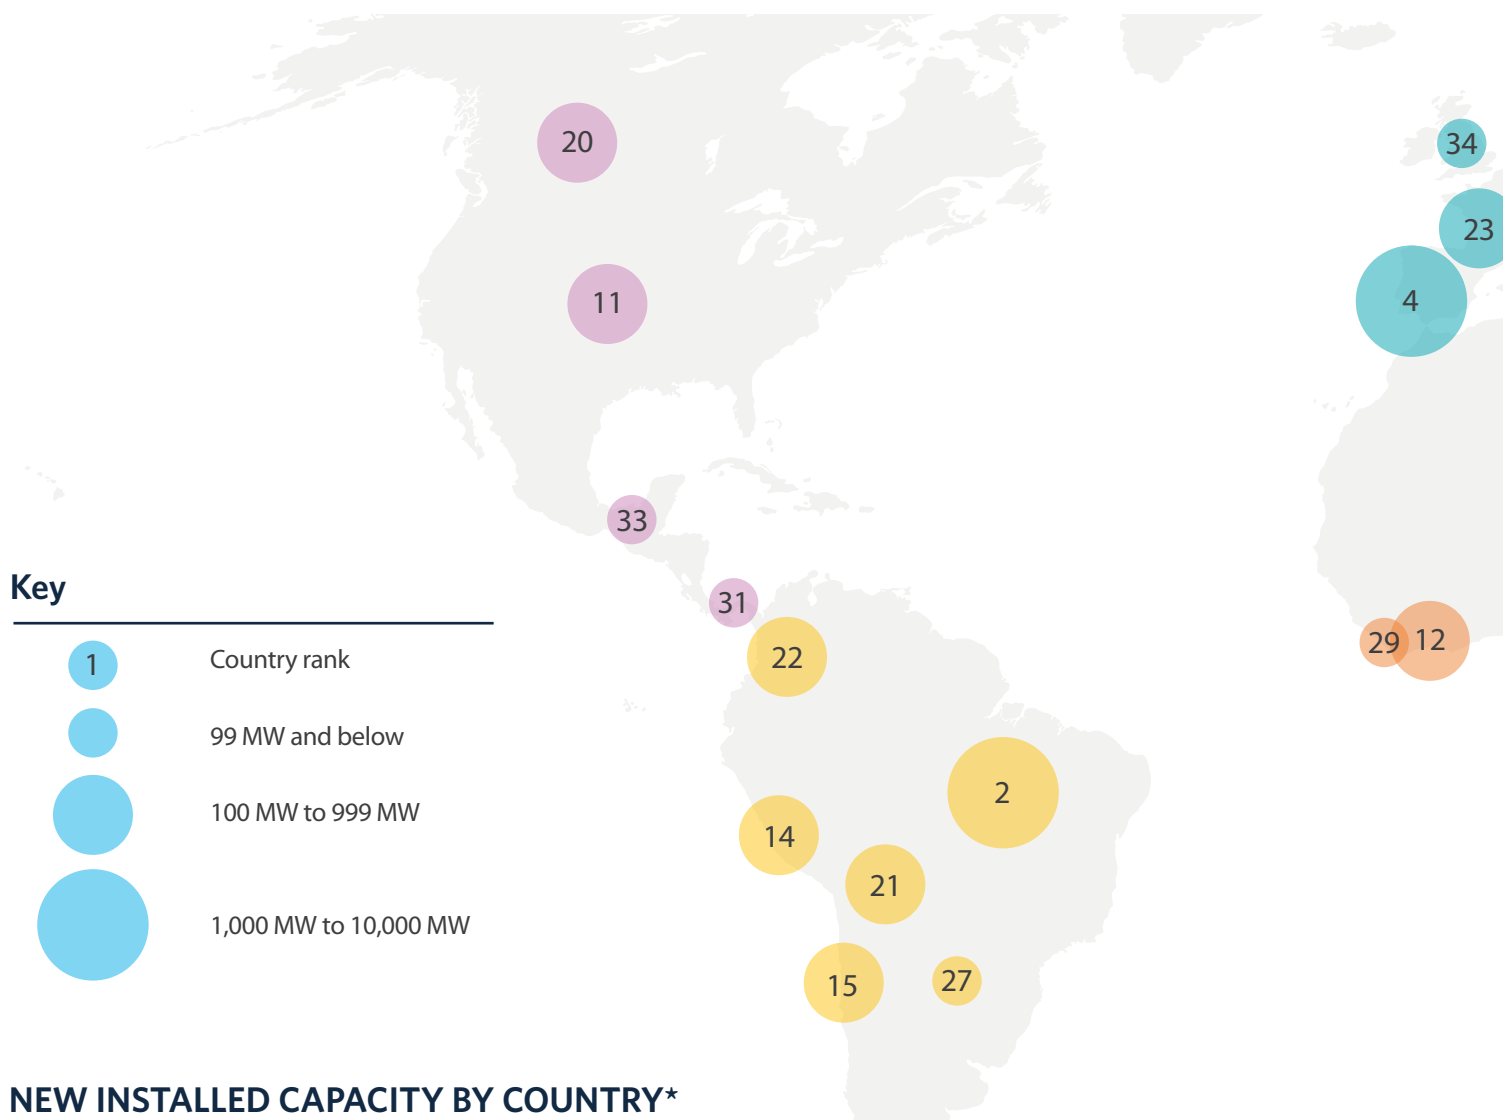 20
34
23
11
4
33
Key
31
29 12
1 Country rank
22
99 MW and below
2
100 MW to 999 MW
14
21
1,000 MW to 10,000 MW
15
27
NEW INSTALLED CAPACITY BY COUNTRY*